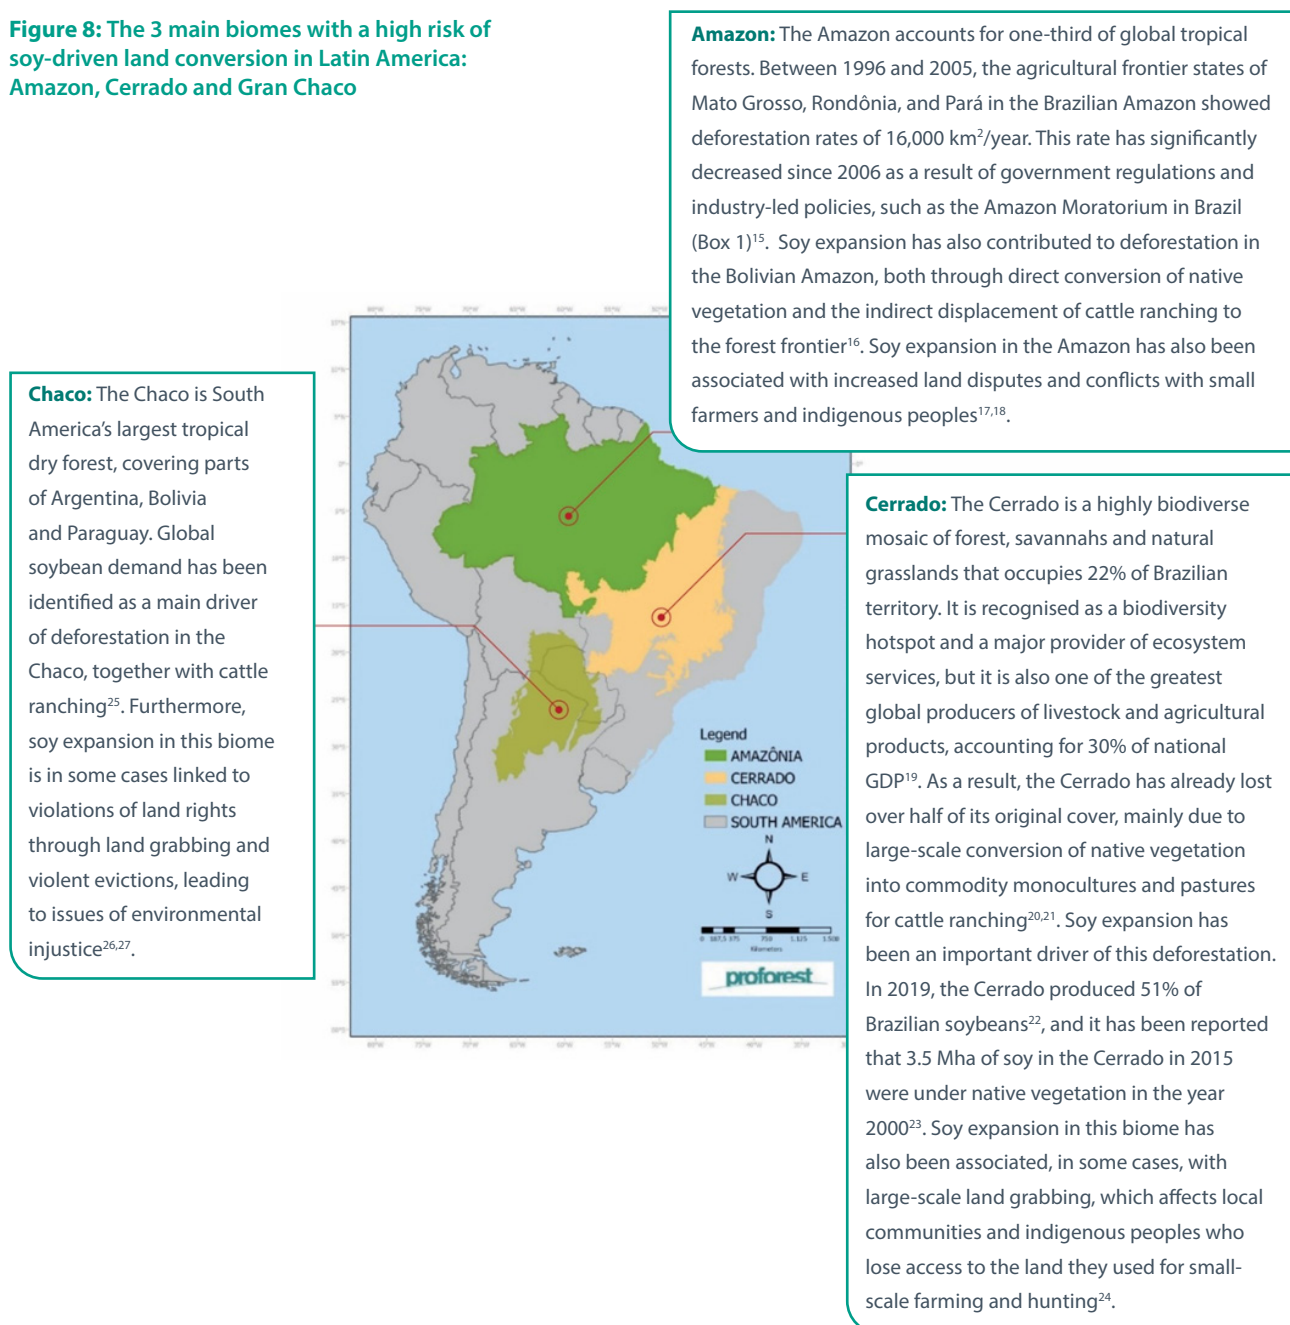 Figure 8: The 3 main biomes with a high risk of
soy-driven land conversion in Latin America:
Amazon, Cerrado and Gran Chaco
Amazon: The Amazon accounts for one-third of global tropical
forests. Between 1996 and 2005, the agricultural frontier states of
Mato Grosso, Rondônia, and Pará in the Brazilian Amazon showed
deforestation rates of 16,000 km²/year. This rate has significantly
decreased since 2006 as a result of government regulations and
industry-led policies, such as the Amazon Moratorium in Brazil
(Box 1)¹⁵. Soy expansion has also contributed to deforestation in
the Bolivian Amazon, both through direct conversion of native
vegetation and the indirect displacement of cattle ranching to
the forest frontier¹⁶. Soy expansion in the Amazon has also been
associated with increased land disputes and conflicts with small
farmers and indigenous peoples¹⁷,¹⁸.
Chaco: The Chaco is South
America's largest tropical
dry forest, covering parts
of Argentina, Bolivia
and Paraguay. Global
soybean demand has been
identified as a main driver
of deforestation in the
Chaco, together with cattle
ranching²⁵. Furthermore,
soy expansion in this biome
is in some cases linked to
violations of land rights
through land grabbing and
violent evictions, leading
to issues of environmental
injustice²⁶,²⁷.
Cerrado: The Cerrado is a highly biodiverse
mosaic of forest, savannahs and natural
grasslands that occupies 22% of Brazilian
territory. It is recognised as a biodiversity
hotspot and a major provider of ecosystem
services, but it is also one of the greatest
global producers of livestock and agricultural
products, accounting for 30% of national
GDP¹⁹. As a result, the Cerrado has already lost
over half of its original cover, mainly due to
large-scale conversion of native vegetation
into commodity monocultures and pastures
for cattle ranching²⁰,²¹. Soy expansion has
been an important driver of this deforestation.
In 2019, the Cerrado produced 51% of
Brazilian soybeans²², and it has been reported
that 3.5 Mha of soy in the Cerrado in 2015
were under native vegetation in the year
2000²³. Soy expansion in this biome has
also been associated, in some cases, with
large-scale land grabbing, which affects local
communities and indigenous peoples who
lose access to the land they used for small-
scale farming and hunting²⁴.
Legend
AMAZÔNIA
CERRADO
CHACO
SOUTH AMERICA
N
W E
S
0 187,5 375 750 1.125 1.500
Kilometers
proforest